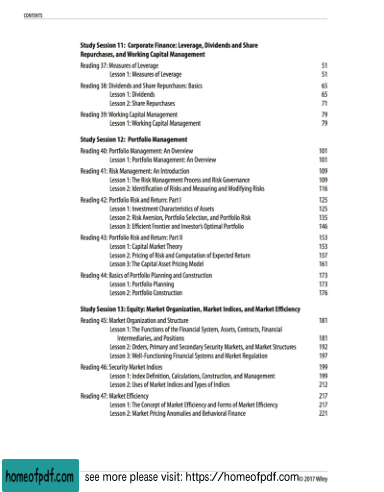 CONTENTS
Study Session 11: Corporate Finance: Leverage, Dividends and Share
Repurchases, and Working Capital Management
Reading 37: Measures of Leverage 51
Lesson 1: Measures of Leverage 51
Reading 38: Dividends and Share Repurchases: Basics 65
Lesson 1: Dividends 65
Lesson 2: Share Repurchases 71
Reading 39: Working Capital Management 79
Lesson 1: Working Capital Management 79
Study Session 12: Portfolio Management
Reading 40: Portfolio Management: An Overview 101
Lesson 1: Portfolio Management: An Overview 101
Reading 41: Risk Management: An Introduction 109
Lesson 1: The Risk Management Process and Risk Governance 109
Lesson 2: Identification of Risks and Measuring and Modifying Risks 116
Reading 42: Portfolio Risk and Return: Part I 125
Lesson 1: Investment Characteristics of Assets 125
Lesson 2: Risk Aversion, Portfolio Selection, and Portfolio Risk 135
Lesson 3: Efficient Frontier and Investor's Optimal Portfolio 146
Reading 43: Portfolio Risk and Return: Part II 153
Lesson 1: Capital Market Theory 153
Lesson 2: Pricing of Risk and Computation of Expected Return 157
Lesson 3: The Capital Asset Pricing Model 161
Reading 44: Basics of Portfolio Planning and Construction 173
Lesson 1: Portfolio Planning 173
Lesson 2: Portfolio Construction 176
Study Session 13: Equity: Market Organization, Market Indices, and Market Efficiency
Reading 45: Market Organization and Structure 181
Lesson 1: The Functions of the Financial System, Assets, Contracts, Financial
Intermediaries, and Positions 181
Lesson 2: Orders, Primary and Secondary Security Markets, and Market Structures 192
Lesson 3: Well-Functioning Financial Systems and Market Regulation 197
Reading 46: Security Market Indices 199
Lesson 1: Index Definition, Calculations, Construction, and Management 199
Lesson 2: Uses of Market Indices and Types of Indices 212
Reading 47: Market Efficiency 217
Lesson 1: The Concept of Market Efficiency and Forms of Market Efficiency 217
Lesson 2: Market Pricing Anomalies and Behavioral Finance 221
homeofpdf.com see more please visit: https://homeofpdf.com © 2017 Wiley